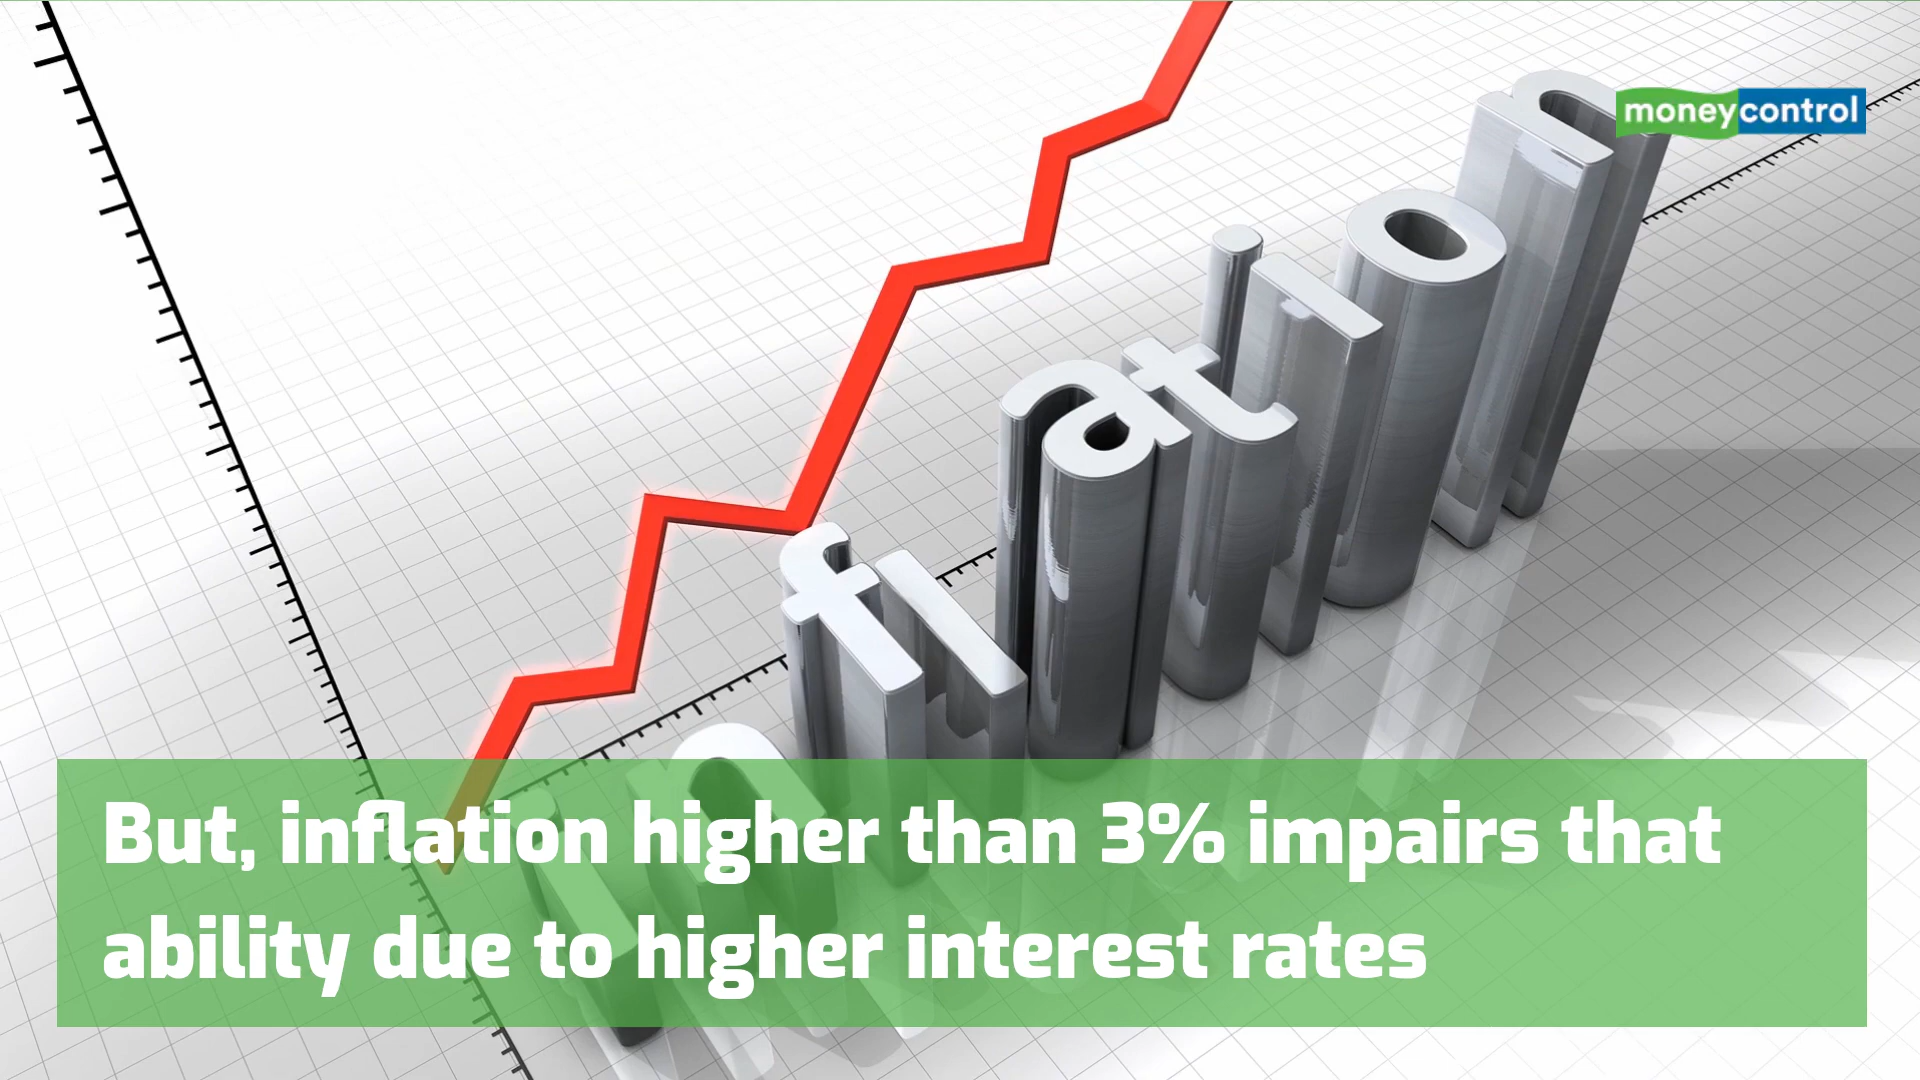 moneycontrol
inflation
But, inflation higher than 3% impairs that
ability due to higher interest rates